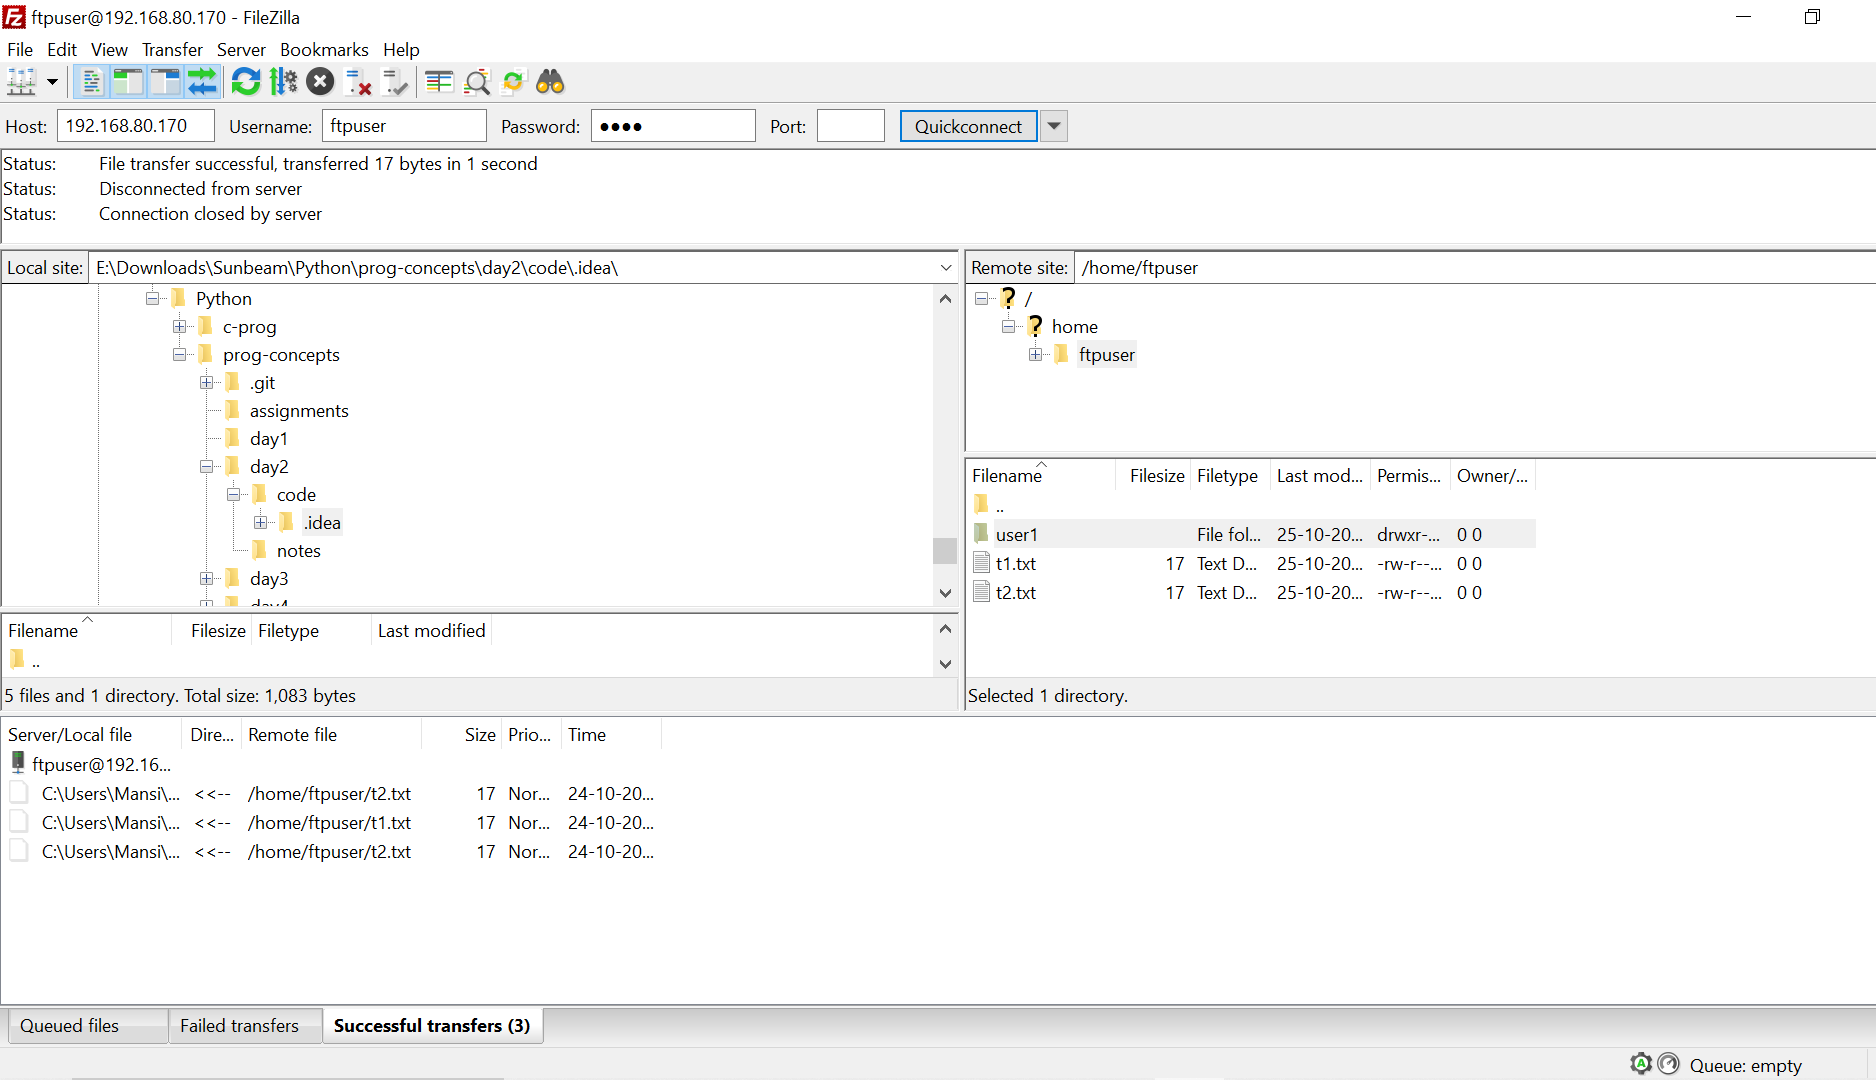 ftpuser@192.168.80.170 - FileZilla
File Edit View Transfer Server Bookmarks Help
Host: 192.168.80.170 Username: ftpuser Password: ●●●● Port: Quickconnect
Status: File transfer successful, transferred 17 bytes in 1 second
Status: Disconnected from server
Status: Connection closed by server
Local site: E:\Downloads\Sunbeam\Python\prog-concepts\day2\code\.idea\
Python
c-prog
prog-concepts
.git
assignments
day1
day2
code
.idea
notes
day3
day4
Filename Filesize Filetype Last modified
..
5 files and 1 directory. Total size: 1,083 bytes
Remote site: /home/ftpuser
? /
? home
ftpuser
Filename Filesize Filetype Last mod... Permis... Owner/...
..
user1 File fol... 25-10-20... drwxr-... 0 0
t1.txt 17 Text D... 25-10-20... -rw-r--... 0 0
t2.txt 17 Text D... 25-10-20... -rw-r--... 0 0
Selected 1 directory.
Server/Local file Dire... Remote file Size Prio... Time
ftpuser@192.16...
C:\Users\Mansi\... <<-- /home/ftpuser/t2.txt 17 Nor... 24-10-20...
C:\Users\Mansi\... <<-- /home/ftpuser/t1.txt 17 Nor... 24-10-20...
C:\Users\Mansi\... <<-- /home/ftpuser/t2.txt 17 Nor... 24-10-20...
Queued files Failed transfers Successful transfers (3)
Queue: empty